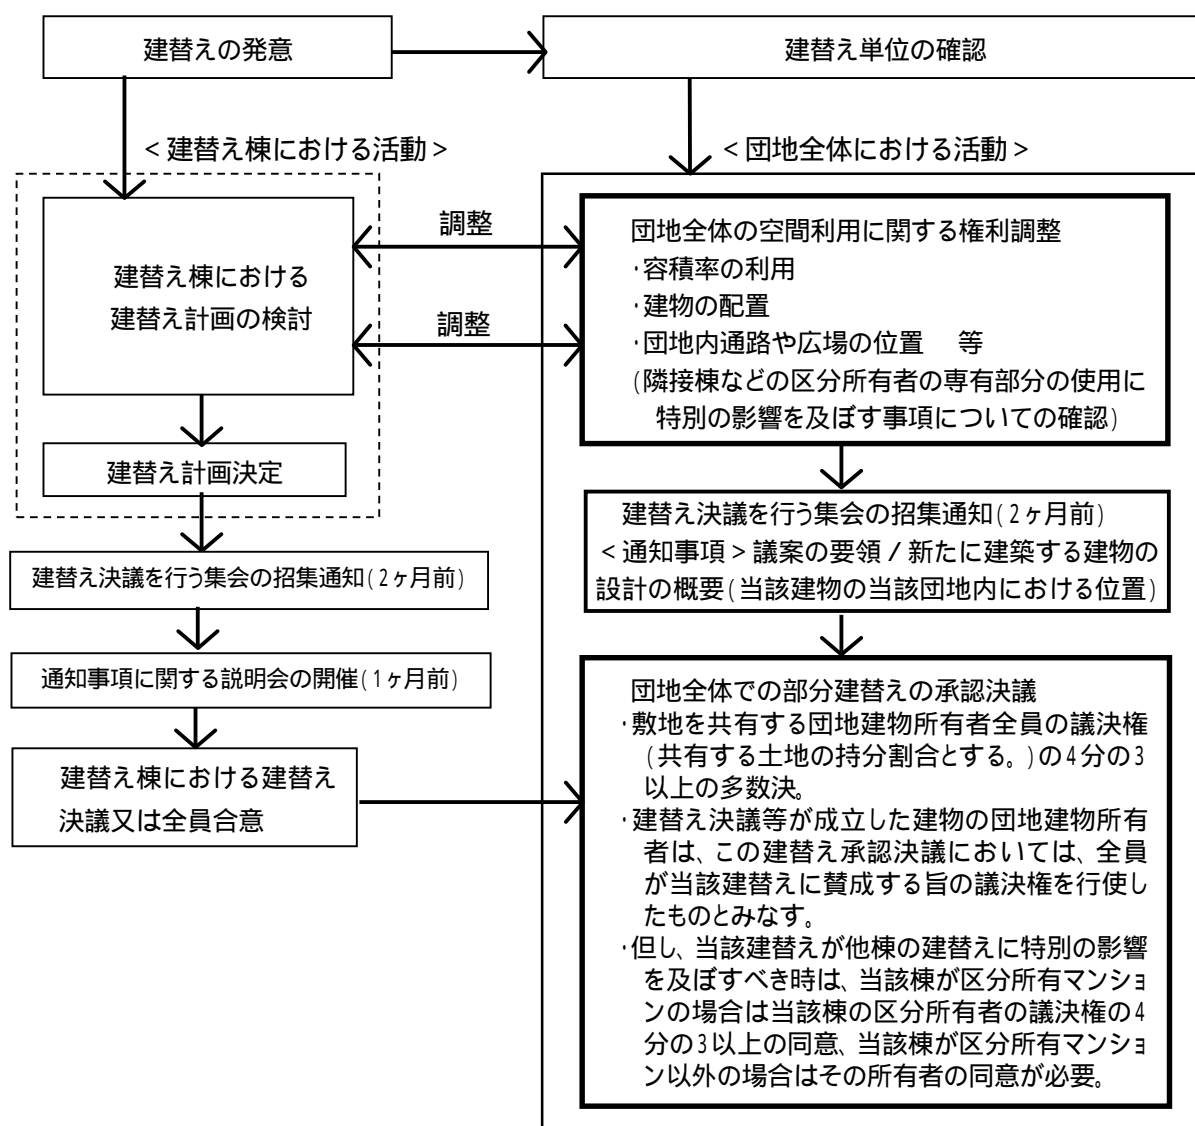 建替えの発意
建替え単位の確認
<建替え棟における活動>
<団地全体における活動>
建替え棟における
建替え計画の検討
調整
調整
団地全体の空間利用に関する権利調整
・容積率の利用
・建物の配置
・団地内通路や広場の位置　等
(隣接棟などの区分所有者の専有部分の使用に
特別の影響を及ぼす事項についての確認)
建替え計画決定
建替え決議を行う集会の招集通知(2ヶ月前)
通知事項に関する説明会の開催(1ヶ月前)
建替え棟における建替え
決議又は全員合意
建替え決議を行う集会の招集通知(2ヶ月前)
<通知事項>議案の要領/新たに建築する建物の
設計の概要(当該建物の当該団地内における位置)
団地全体での部分建替えの承認決議
・敷地を共有する団地建物所有者全員の議決権
(共有する土地の持分割合とする。)の4分の3
以上の多数決。
・建替え決議等が成立した建物の団地建物所有
者は、この建替え承認決議においては、全員
が当該建替えに賛成する旨の議決権を行使し
たものとみなす。
・但し、当該建替えが他棟の建替えに特別の影響
を及ぼすべき時は、当該棟が区分所有マンショ
ンの場合は当該棟の区分所有者の議決権の4
分の3以上の同意、当該棟が区分所有マンショ
ン以外の場合はその所有者の同意が必要。